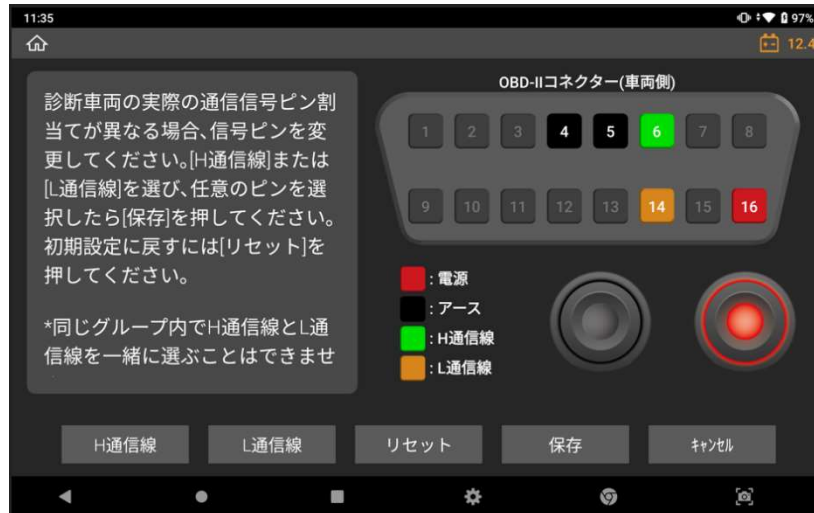 11:35
97%
12.4
診断車両の実際の通信信号ピン割
当てが異なる場合、信号ピンを変
更してください。[H通信線]または
[L通信線]を選び、任意のピンを選
択したら[保存]を押してください。
初期設定に戻すには[リセット]を
押してください。
*同じグループ内でH通信線とL通
信線を一緒に選ぶことはできませ
OBD-IIコネクター(車両側)
1 2 3 4 5 6 7 8
9 10 11 12 13 14 15 16
: 電源
: アース
: H通信線
: L通信線
H通信線
L通信線
リセット
保存
ｷｬﾝｾﾙ